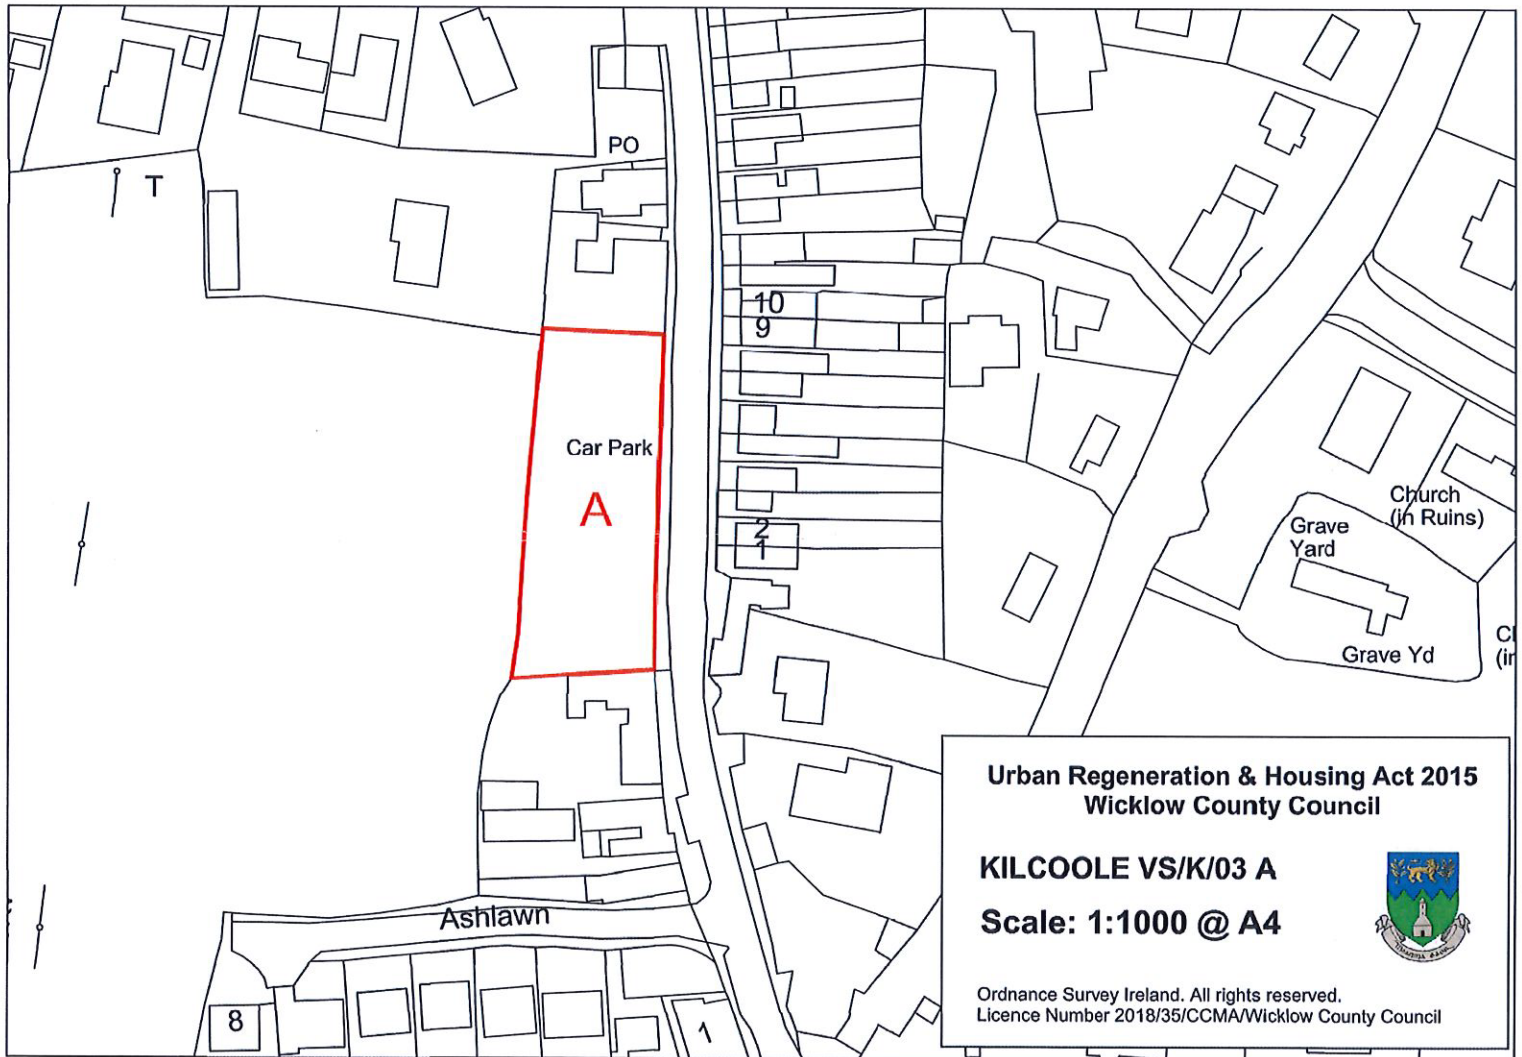 PO
T
10
9
Car Park
A
2
1
Church
(in Ruins)
Grave
Yard
Grave Yd
(in
Ashlawn
8
1
Urban Regeneration & Housing Act 2015
Wicklow County Council
KILCOOLE VS/K/03 A
Scale: 1:1000 @ A4
Ordnance Survey Ireland. All rights reserved.
Licence Number 2018/35/CCMA/Wicklow County Council